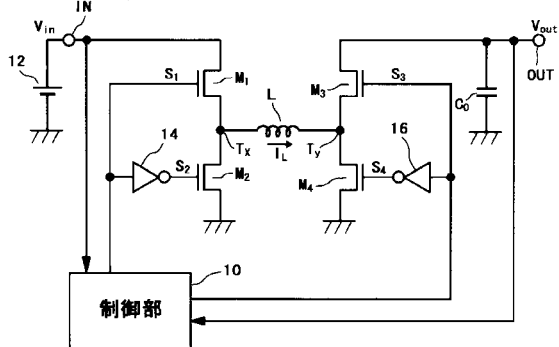 IN
Vin
Vout
OUT
12
S1
M1
M3
S3
C0
L
Tx
IL
Ty
14
16
S2
M2
M4
S4
10
制御部